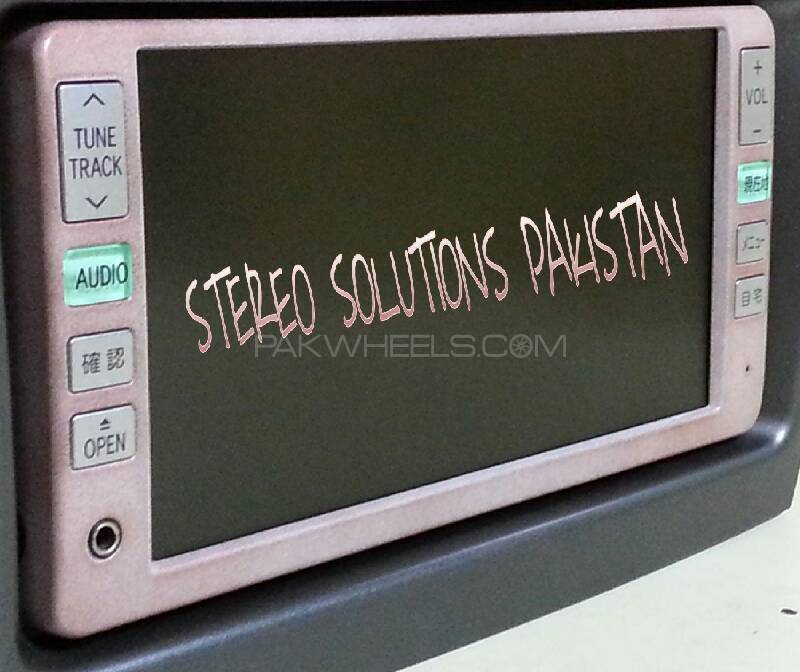 TUNE
TRACK
AUDIO
確認
OPEN
STEREO SOLUTIONS PAKISTAN
PAKWHEELS.COM
+
VOL
-
現在地
メニュー
自宅